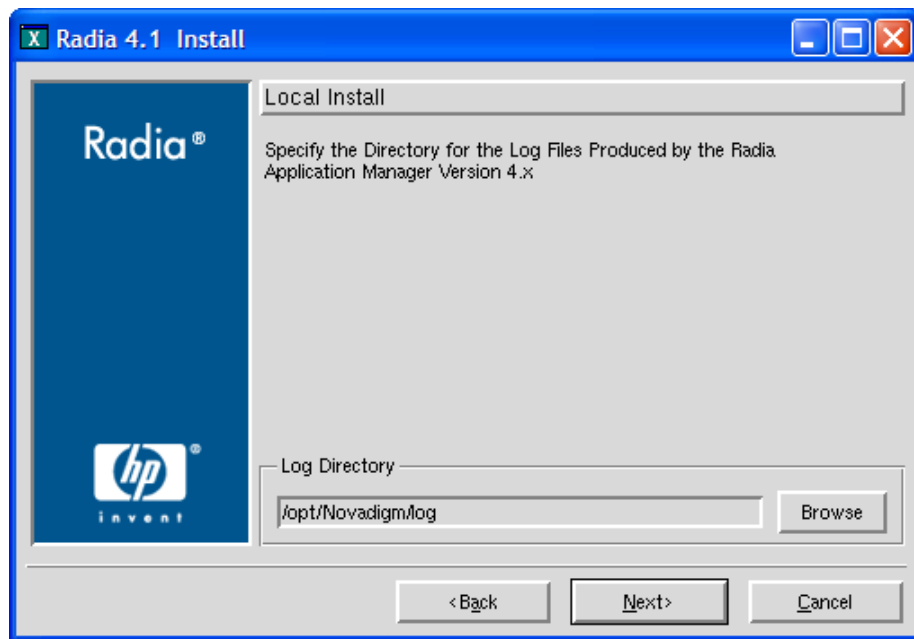 X Radia 4.1 Install
Radia®
Local Install
Specify the Directory for the Log Files Produced by the Radia
Application Manager Version 4.x
hp®
invent
Log Directory
/opt/Novadigm/log
Browse
<Back
Next>
Cancel